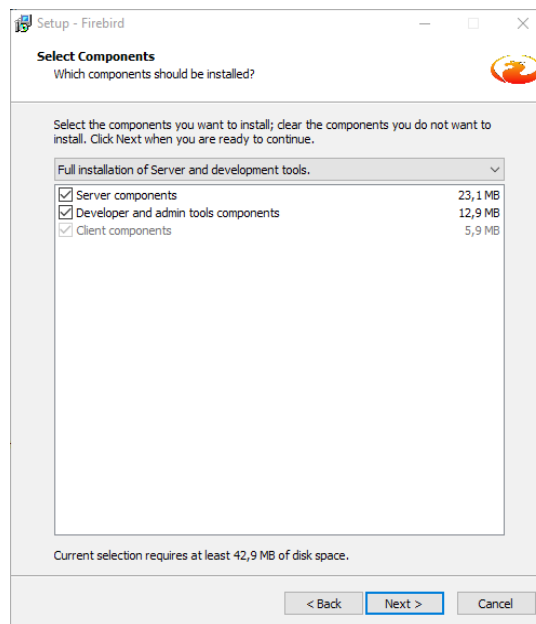 Setup - Firebird
Select Components
Which components should be installed?
Select the components you want to install; clear the components you do not want to
install. Click Next when you are ready to continue.
Full installation of Server and development tools.
Server components 23,1 MB
Developer and admin tools components 12,9 MB
Client components 5,9 MB
Current selection requires at least 42,9 MB of disk space.
< Back Next > Cancel